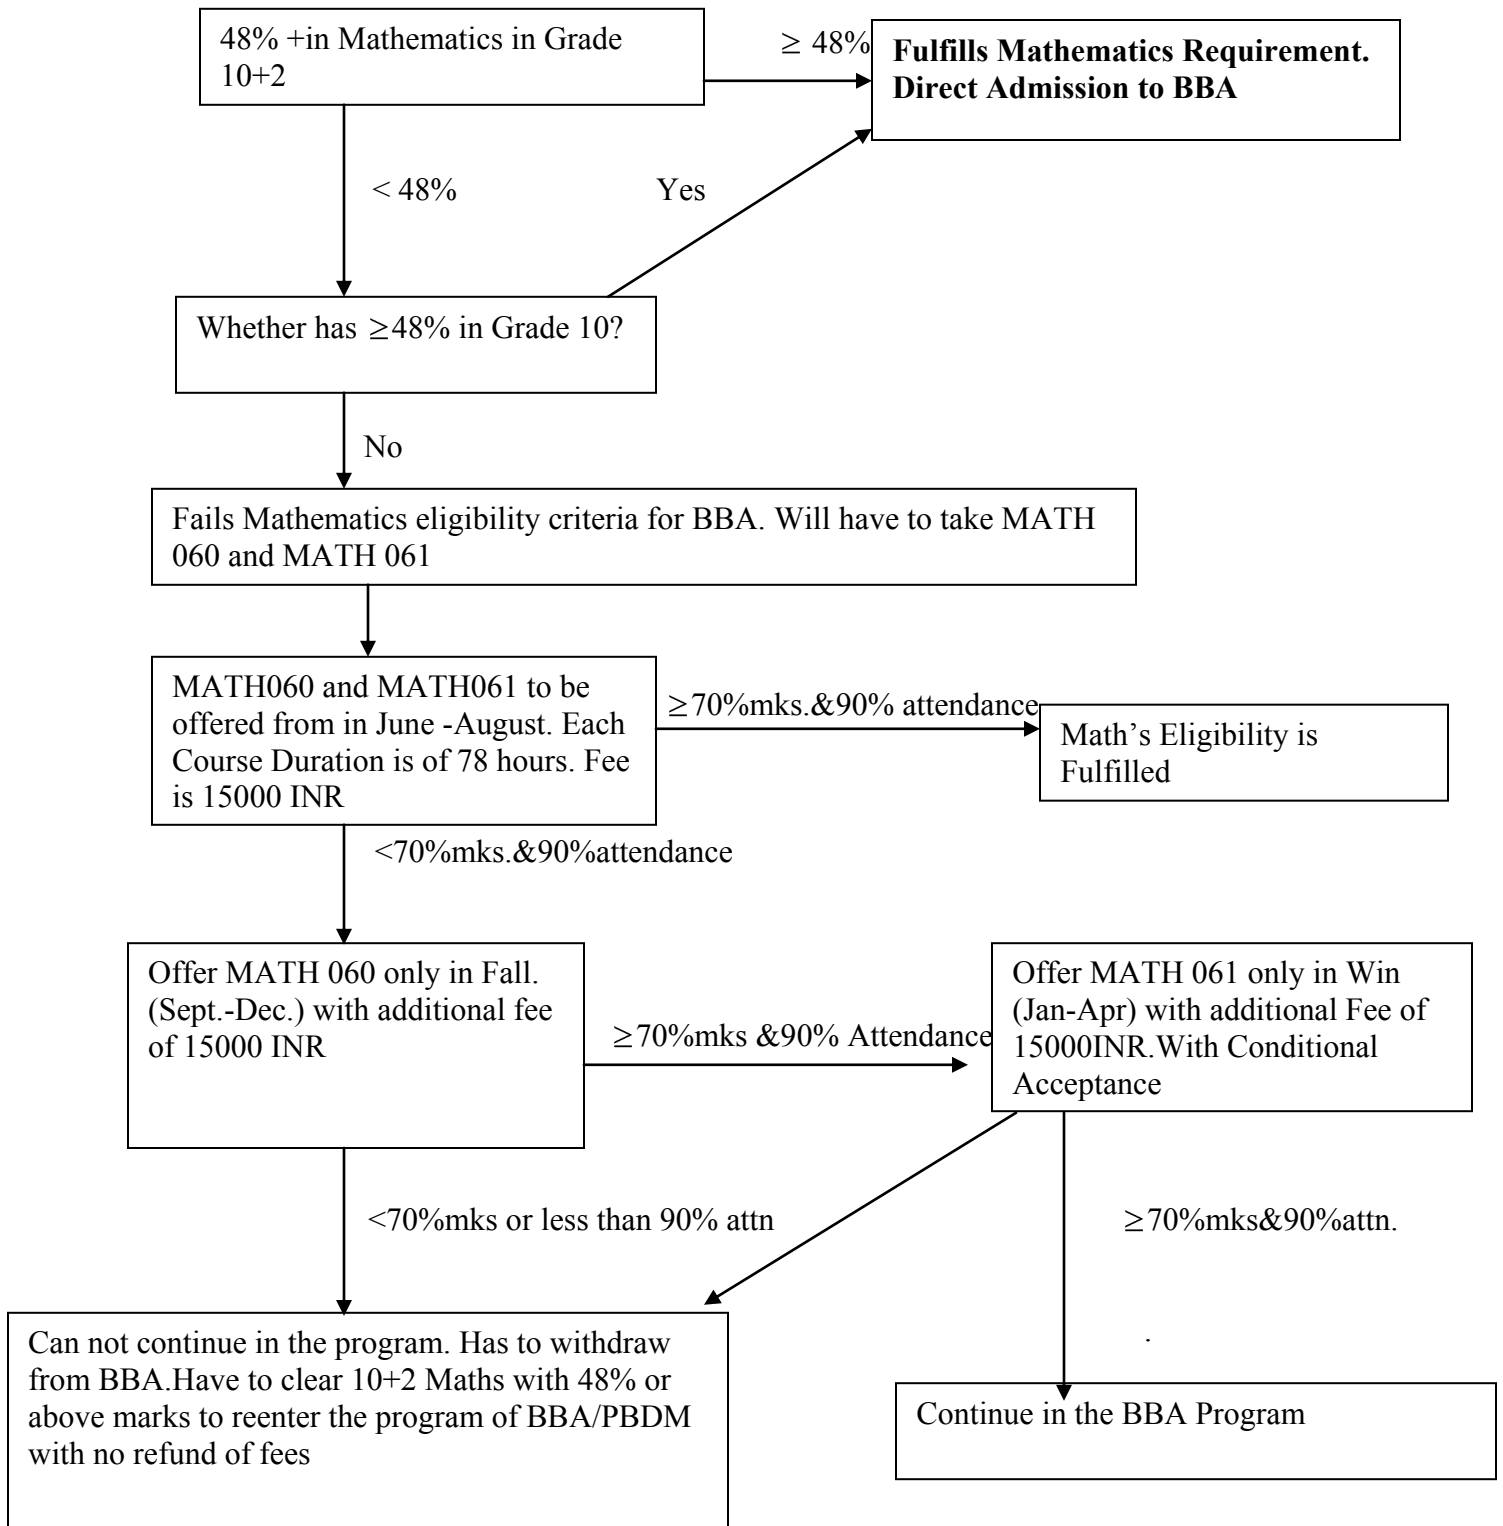 48% +in Mathematics in Grade
10+2
≥ 48%
Fulfills Mathematics Requirement.
Direct Admission to BBA
< 48%
Yes
Whether has ≥48% in Grade 10?
No
Fails Mathematics eligibility criteria for BBA. Will have to take MATH
060 and MATH 061
MATH060 and MATH061 to be
offered from in June -August. Each
Course Duration is of 78 hours. Fee
is 15000 INR
≥70%mks.&90% attendance
Math’s Eligibility is
Fulfilled
<70%mks.&90%attendance
Offer MATH 060 only in Fall.
(Sept.-Dec.) with additional fee
of 15000 INR
≥70%mks &90% Attendance
Offer MATH 061 only in Win
(Jan-Apr) with additional Fee of
15000INR.With Conditional
Acceptance
<70%mks or less than 90% attn
≥70%mks&90%attn.
.
Can not continue in the program. Has to withdraw
from BBA.Have to clear 10+2 Maths with 48% or
above marks to reenter the program of BBA/PBDM
with no refund of fees
Continue in the BBA Program